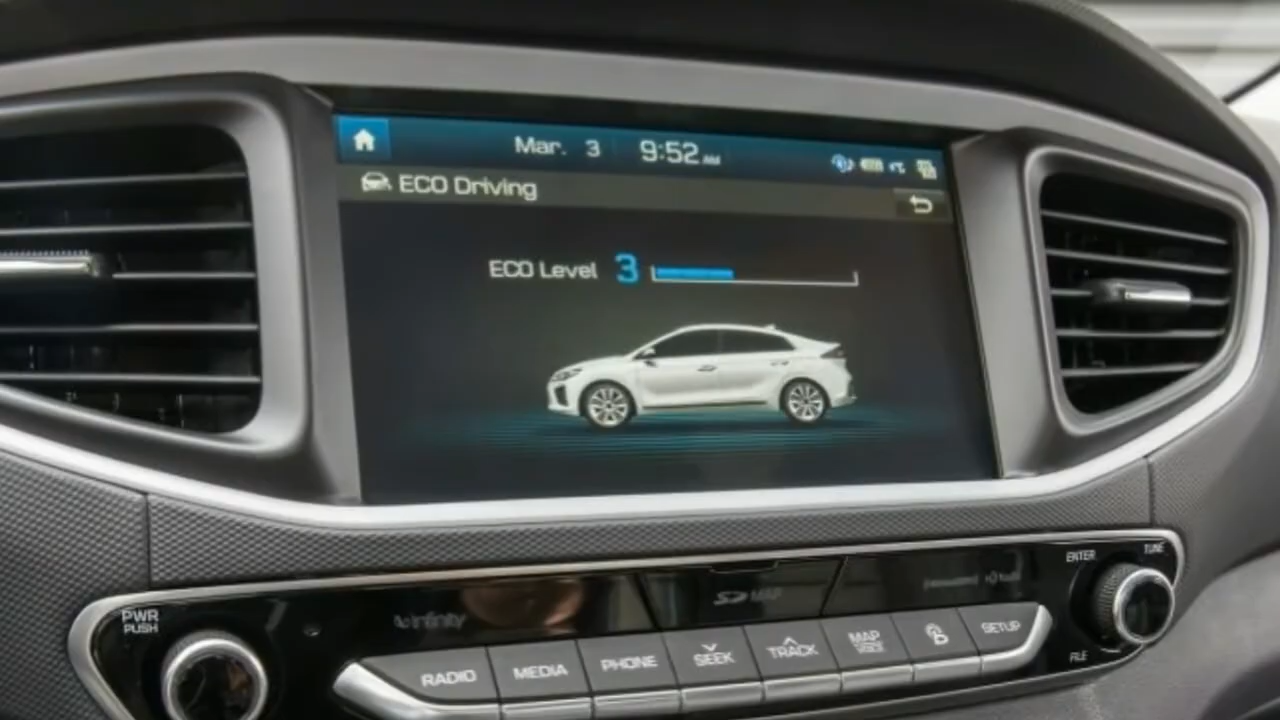 Mar. 3 9:52 AM
ECO Driving
ECO Level 3
ENTER TUNE
PWR
PUSH
infinity
SD MAP
RADIO MEDIA PHONE SEEK TRACK MAP VOICE SETUP
FILE